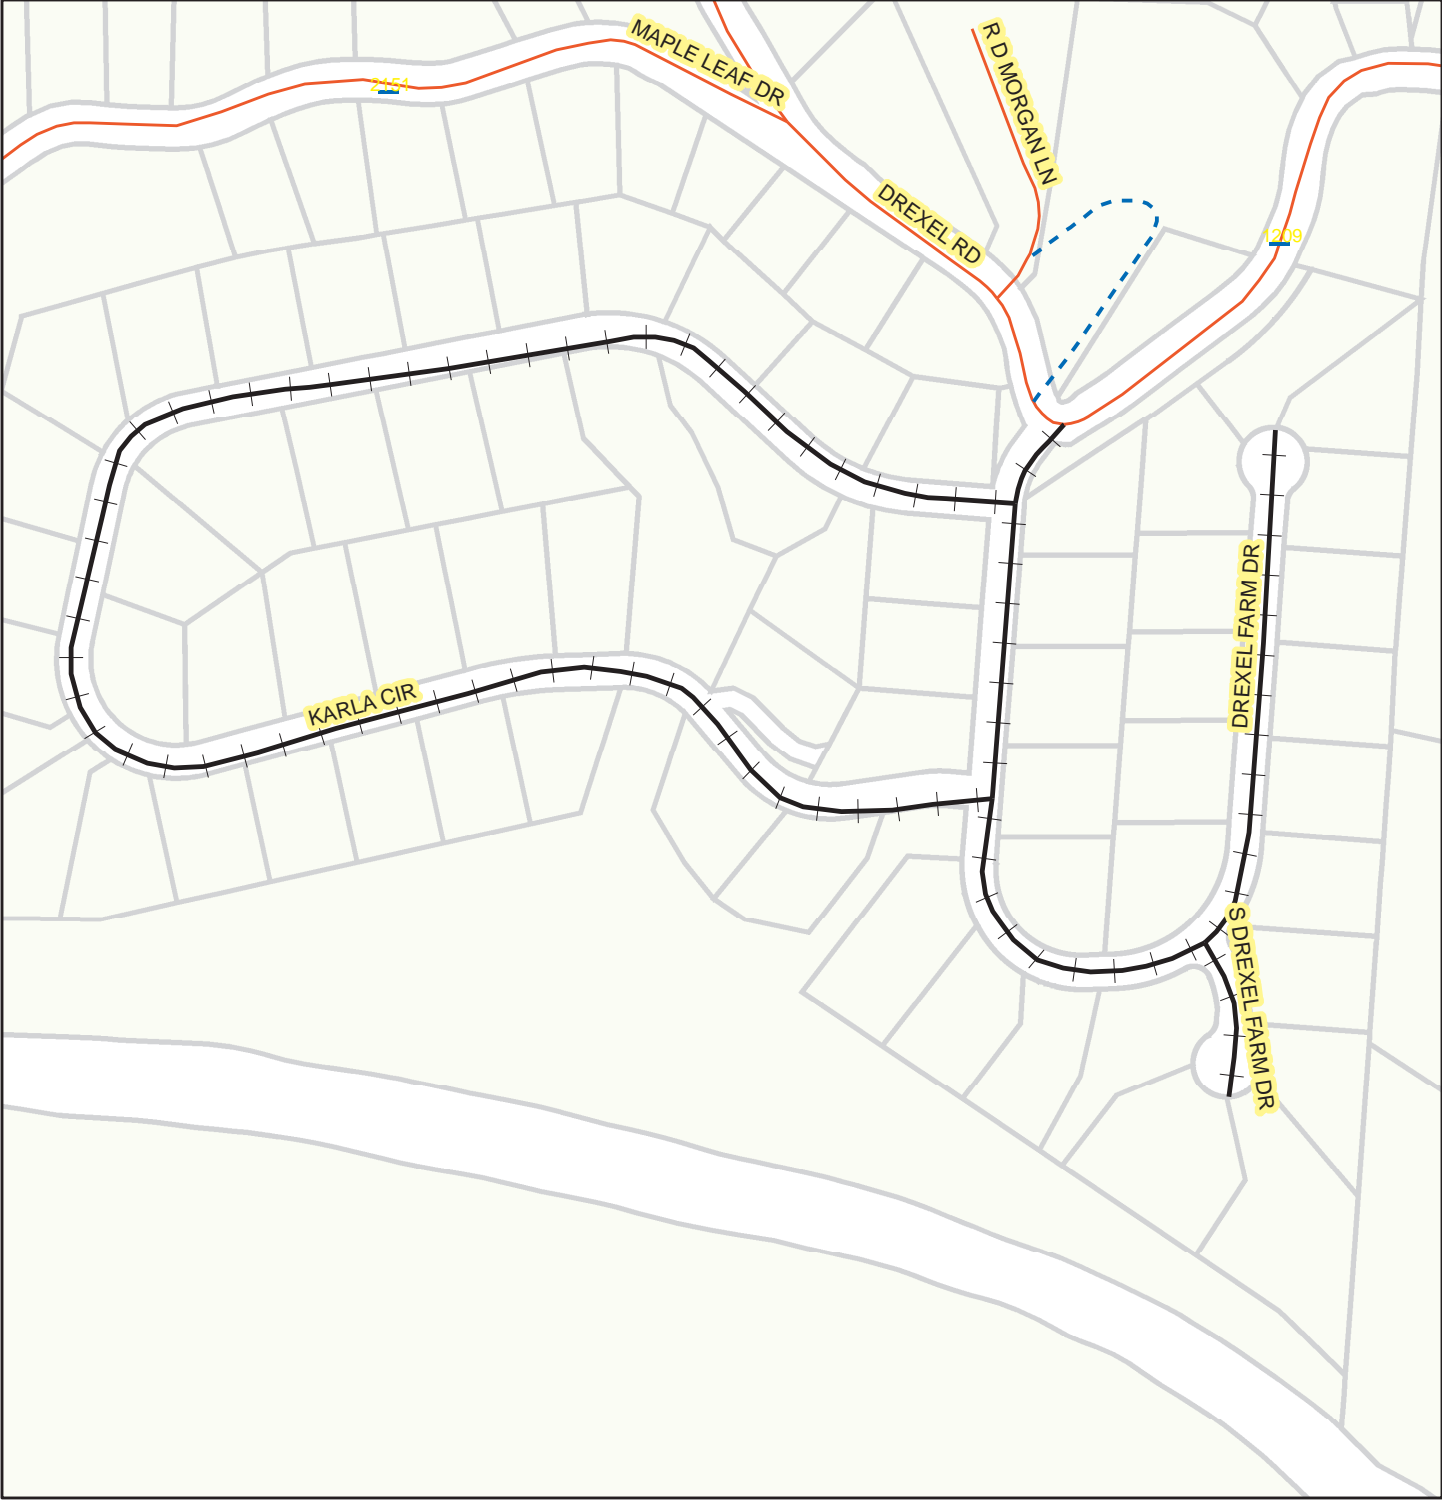 MAPLE LEAF DR
R D MORGAN LN
2151
DREXEL RD
1209
DREXEL FARM DR
KARLA CIR
S DREXEL FARM DR